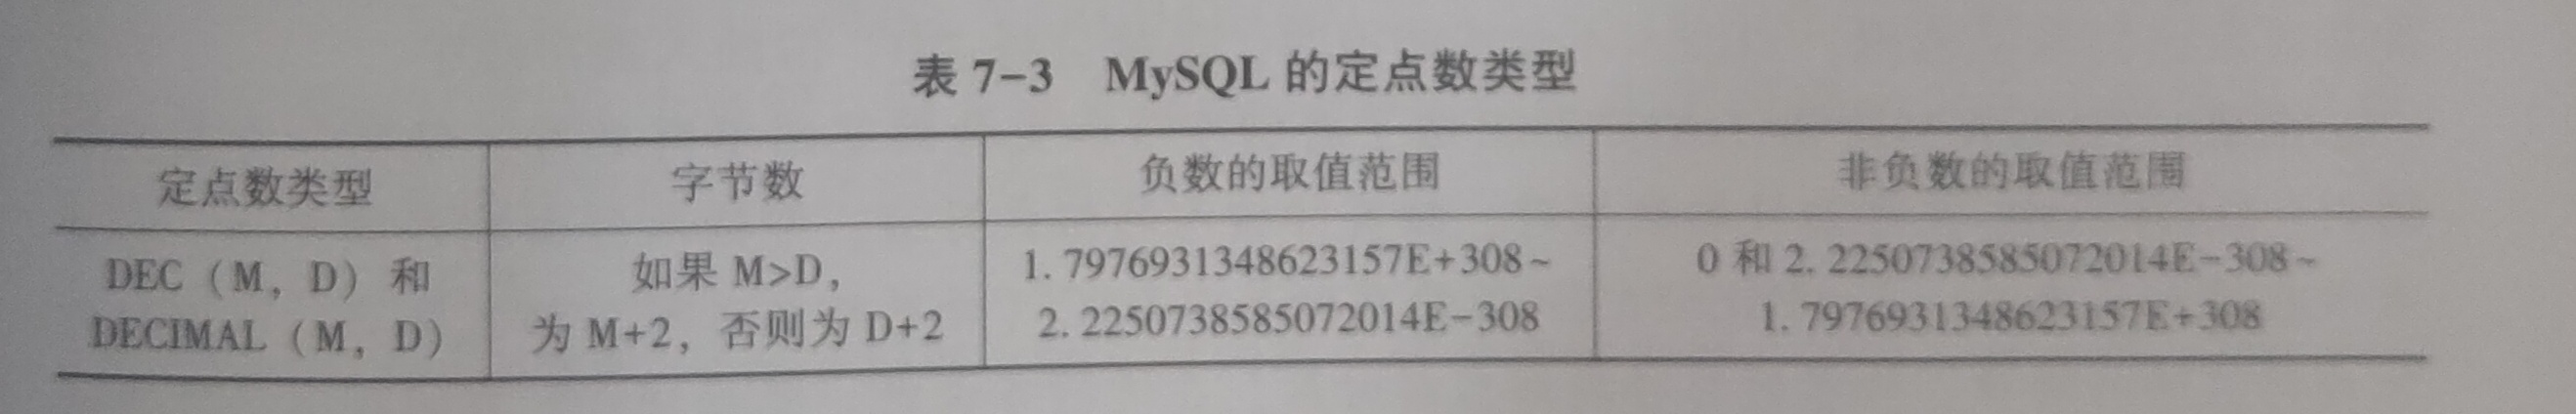 表 7-3 MySQL 的定点数类型
定点数类型 字节数 负数的取值范围 非负数的取值范围
DEC (M, D) 和 如果 M>D, 1.7976931348623157E+308~ 0 和 2.2250738585072014E-308~
DECIMAL (M, D) 为 M+2, 否则为 D+2 2.2250738585072014E-308 1.7976931348623157E+308